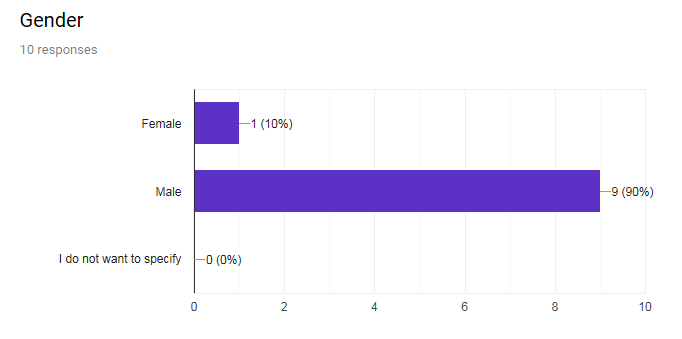 Gender
10 responses
Female
1 (10%)
Male
9 (90%)
I do not want to specify
0 (0%)
0 2 4 6 8 10